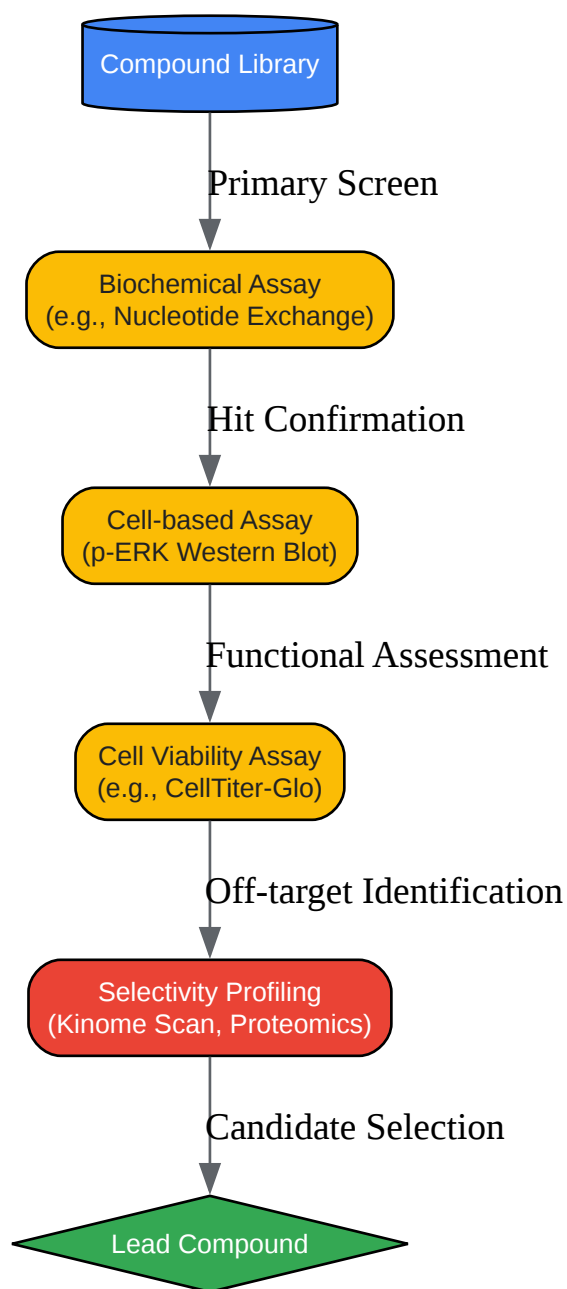 Compound Library
Primary Screen
Biochemical Assay
(e.g., Nucleotide Exchange)
Hit Confirmation
Cell-based Assay
(p-ERK Western Blot)
Functional Assessment
Cell Viability Assay
(e.g., CellTiter-Glo)
Off-target Identification
Selectivity Profiling
(Kinome Scan, Proteomics)
Candidate Selection
Lead Compound